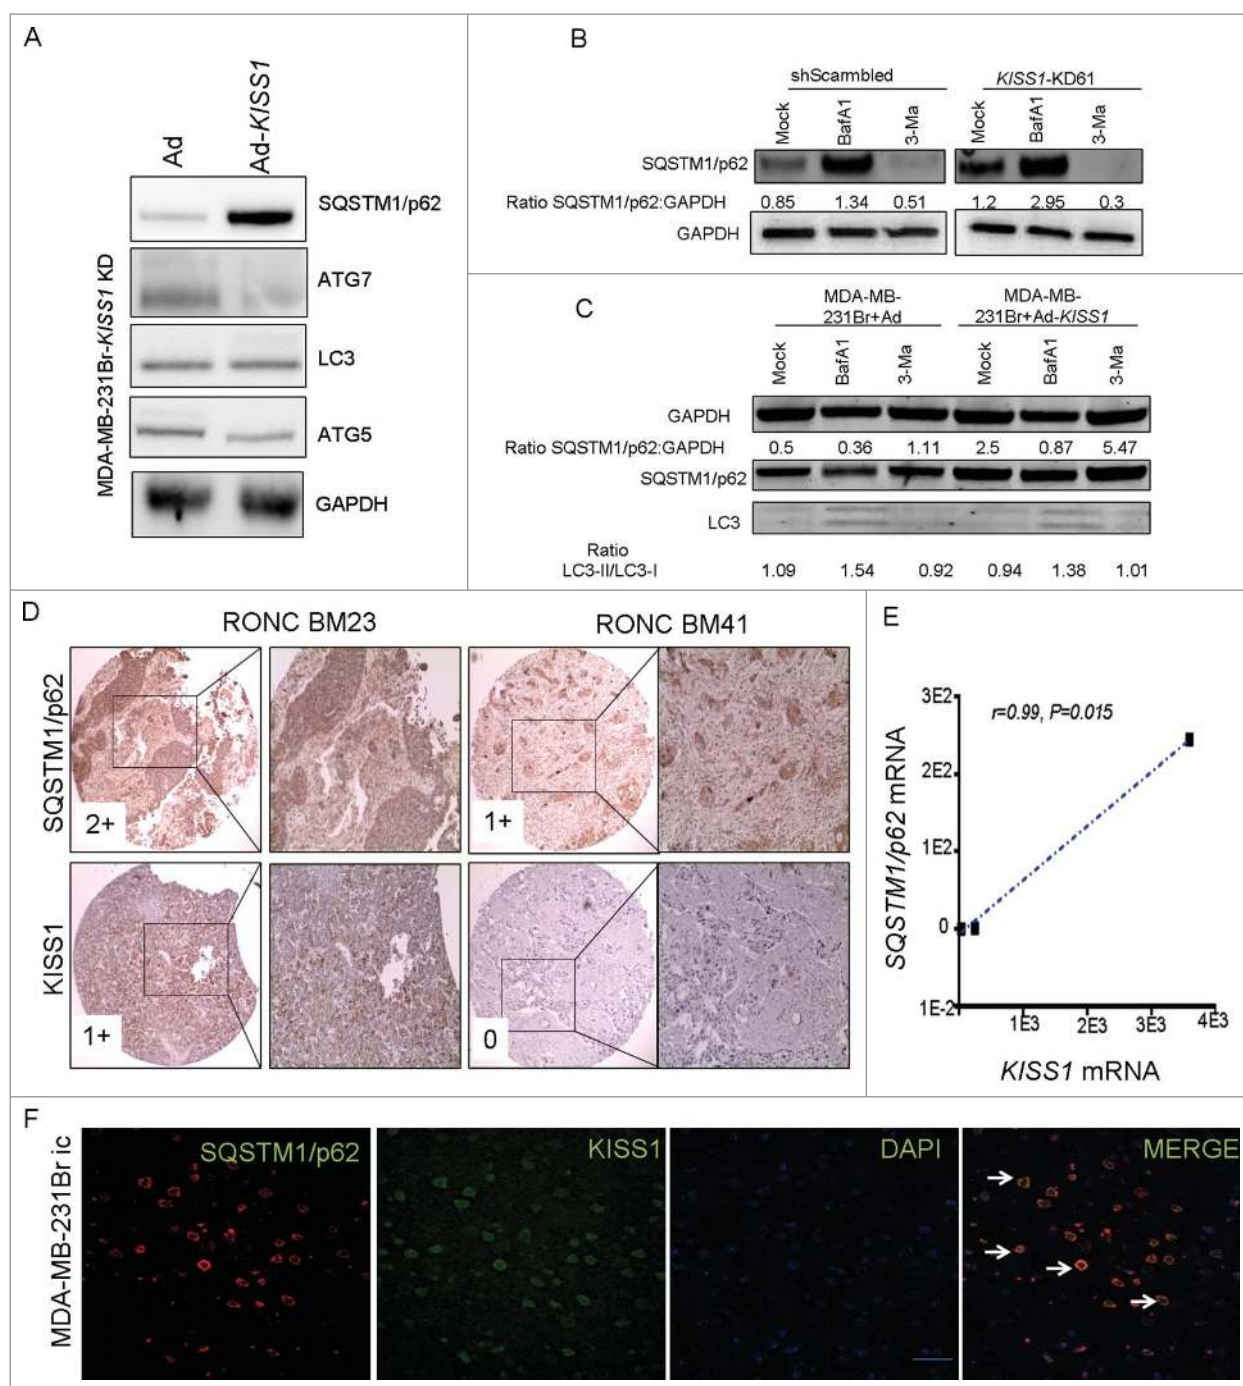 A
Ad
Ad-KISS1
MDA-MB-231Br-KISS1 KD
SQSTM1/p62
ATG7
LC3
ATG5
GAPDH
B
shScambled
KISS1-KD61
Mock
BafA1
3-Ma
Mock
BafA1
3-Ma
SQSTM1/p62
Ratio SQSTM1/p62:GAPDH 0.85 1.34 0.51 1.2 2.95 0.3
GAPDH
C
MDA-MB-
231Br+Ad
MDA-MB-
231Br+Ad-KISS1
Mock
BafA1
3-Ma
Mock
BafA1
3-Ma
GAPDH
Ratio SQSTM1/p62:GAPDH 0.5 0.36 1.11 2.5 0.87 5.47
SQSTM1/p62
LC3
Ratio
LC3-II/LC3-I 1.09 1.54 0.92 0.94 1.38 1.01
D
RONC BM23
RONC BM41
SQSTM1/p62
2+
1+
KISS1
1+
0
E
r=0.99, P=0.015
SQSTM1/p62 mRNA
3E2
2E2
1E2
0
1E-2
1E3 2E3 3E3 4E3
KISS1 mRNA
F
MDA-MB-231Br ic
SQSTM1/p62
KISS1
DAPI
MERGE